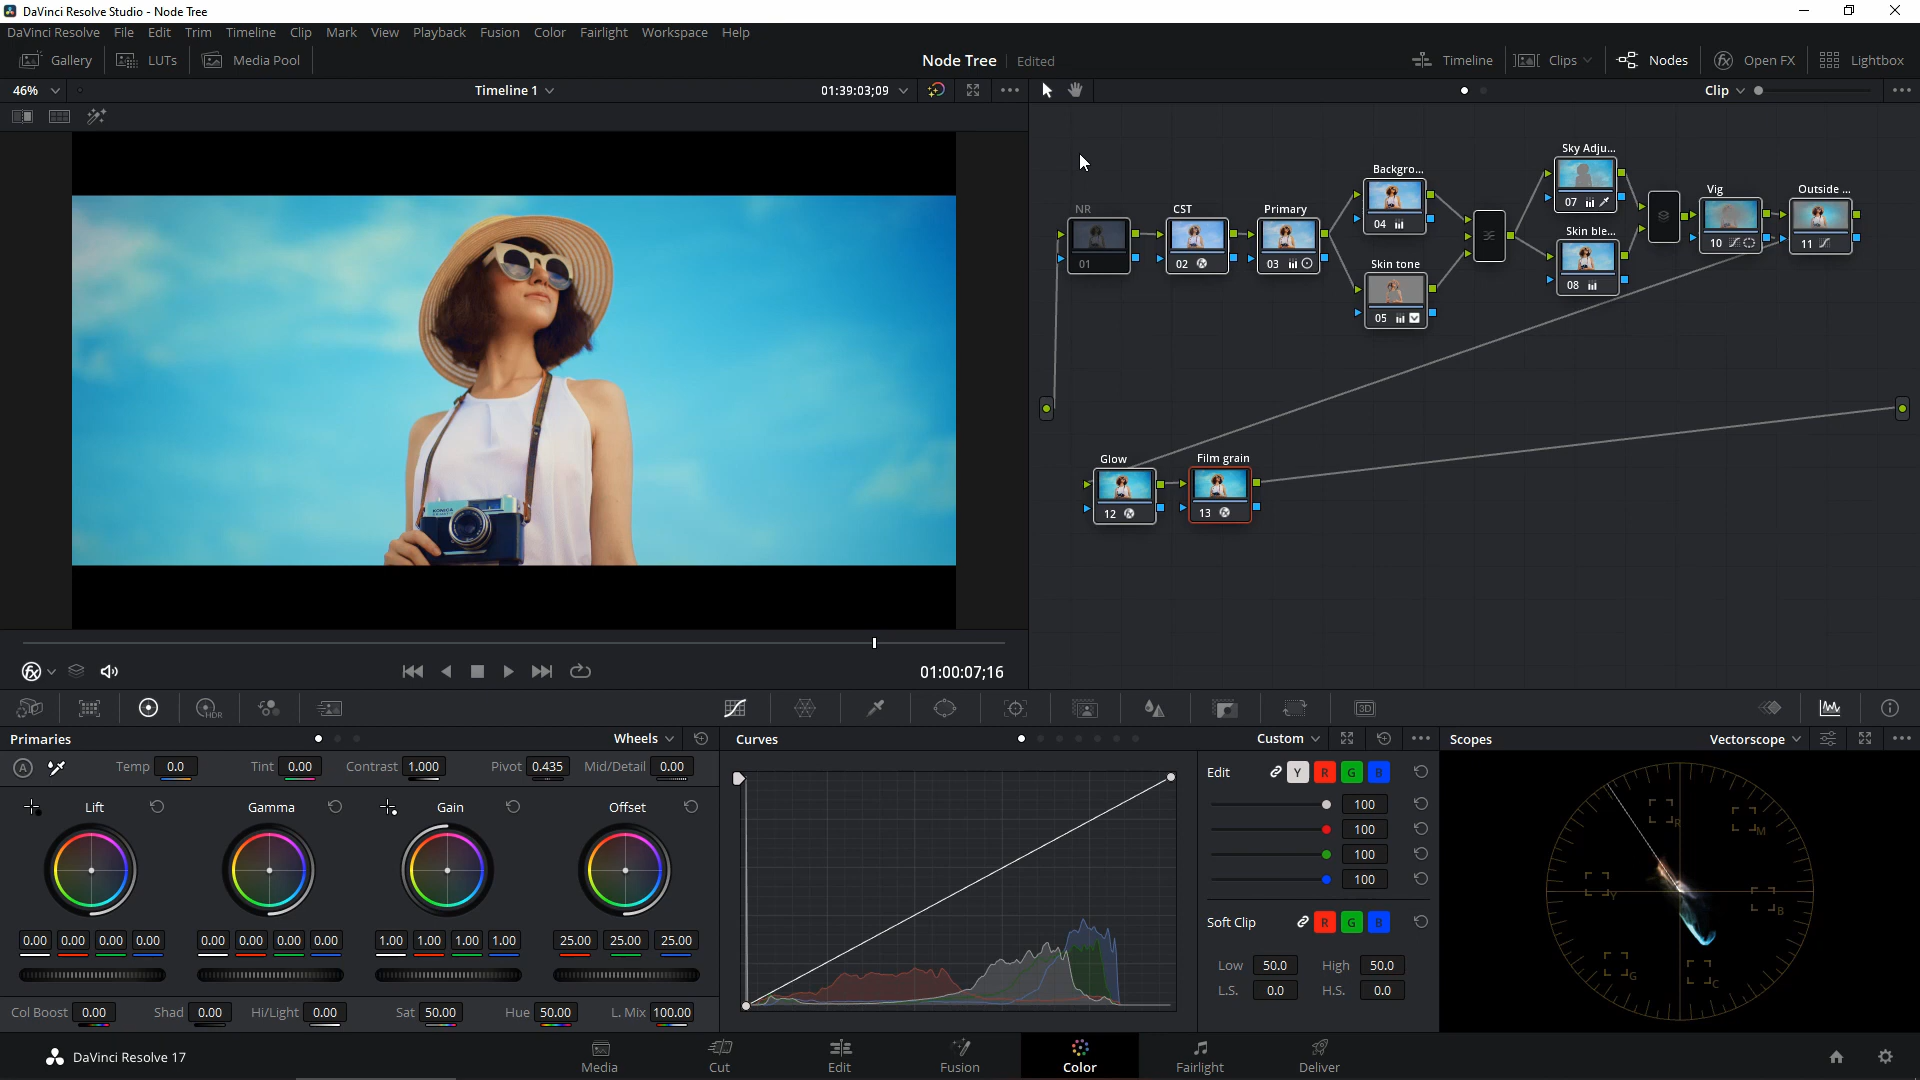 DaVinci Resolve Studio - Node Tree
DaVinci Resolve File Edit Trim Timeline Clip Mark View Playback Fusion Color Fairlight Workspace Help
Gallery LUTs Media Pool Node Tree Edited Timeline Clips Nodes Open FX Lightbox
46% Timeline 1 01:39:03;09 Clip
Sky Adju...
Backgro...
07
NR CST Primary 04 Skin ble... Vig Outside ...
01 02 03 Skin tone 08 10 11
05
KONICA
Glow Film grain
12 13
01:00:07;16
HDR 3D
Primaries Wheels Curves Custom Scopes Vectorscope
A Temp 0.0 Tint 0.00 Contrast 1.000 Pivot 0.435 Mid/Detail 0.00
Edit Y R G B
Lift Gamma Gain Offset
100
100
100
100
Soft Clip R G B
0.00 0.00 0.00 0.00 0.00 0.00 0.00 0.00 1.00 1.00 1.00 1.00 25.00 25.00 25.00
Low 50.0 High 50.0
L.S. 0.0 H.S. 0.0
R M
Y B
G C
Col Boost 0.00 Shad 0.00 Hi/Light 0.00 Sat 50.00 Hue 50.00 L. Mix 100.00
DaVinci Resolve 17 Media Cut Edit Fusion Color Fairlight Deliver